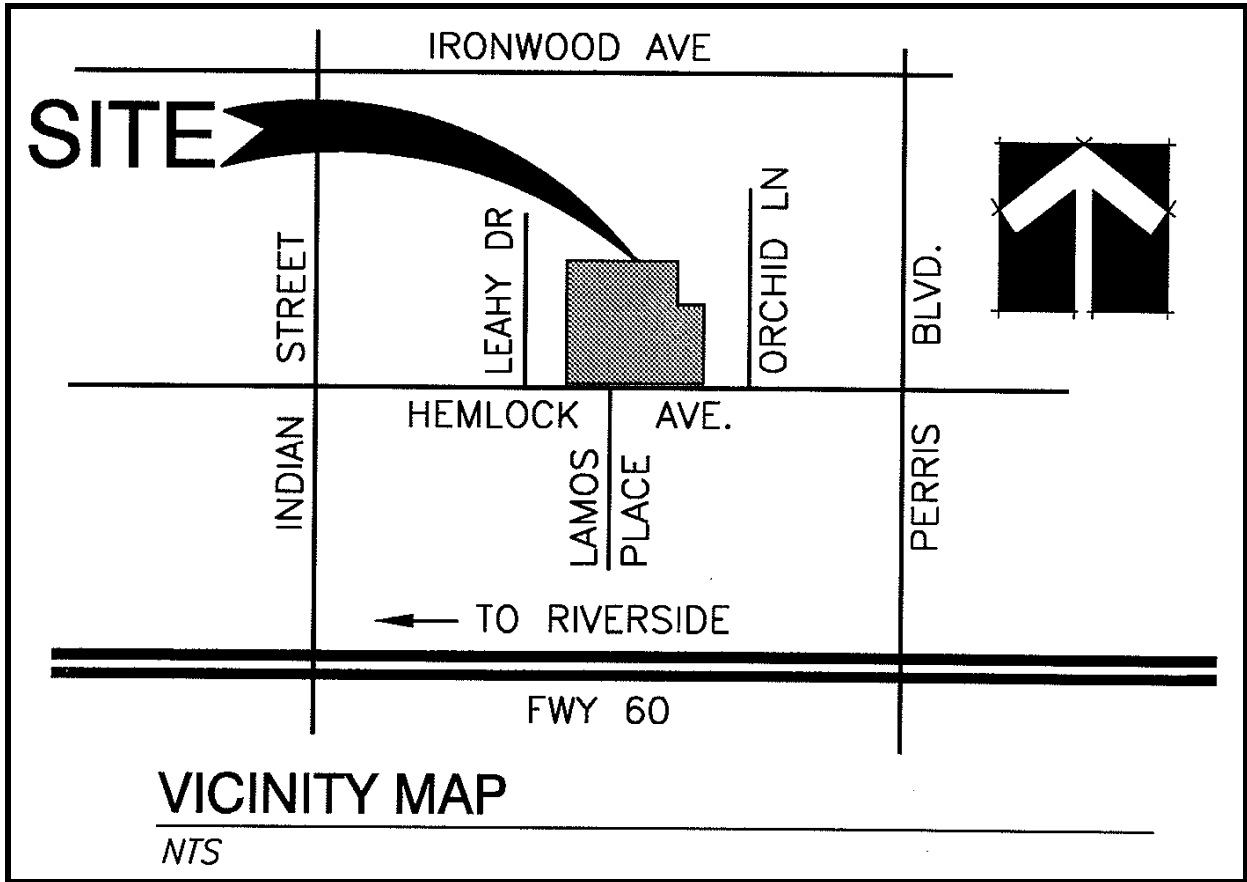 IRONWOOD AVE
SITE
LEAHY DR
ORCHID LN
INDIAN STREET
PERRIS BLVD.
HEMLOCK AVE.
LAMOS
PLACE
TO RIVERSIDE
FWY 60
VICINITY MAP
NTS